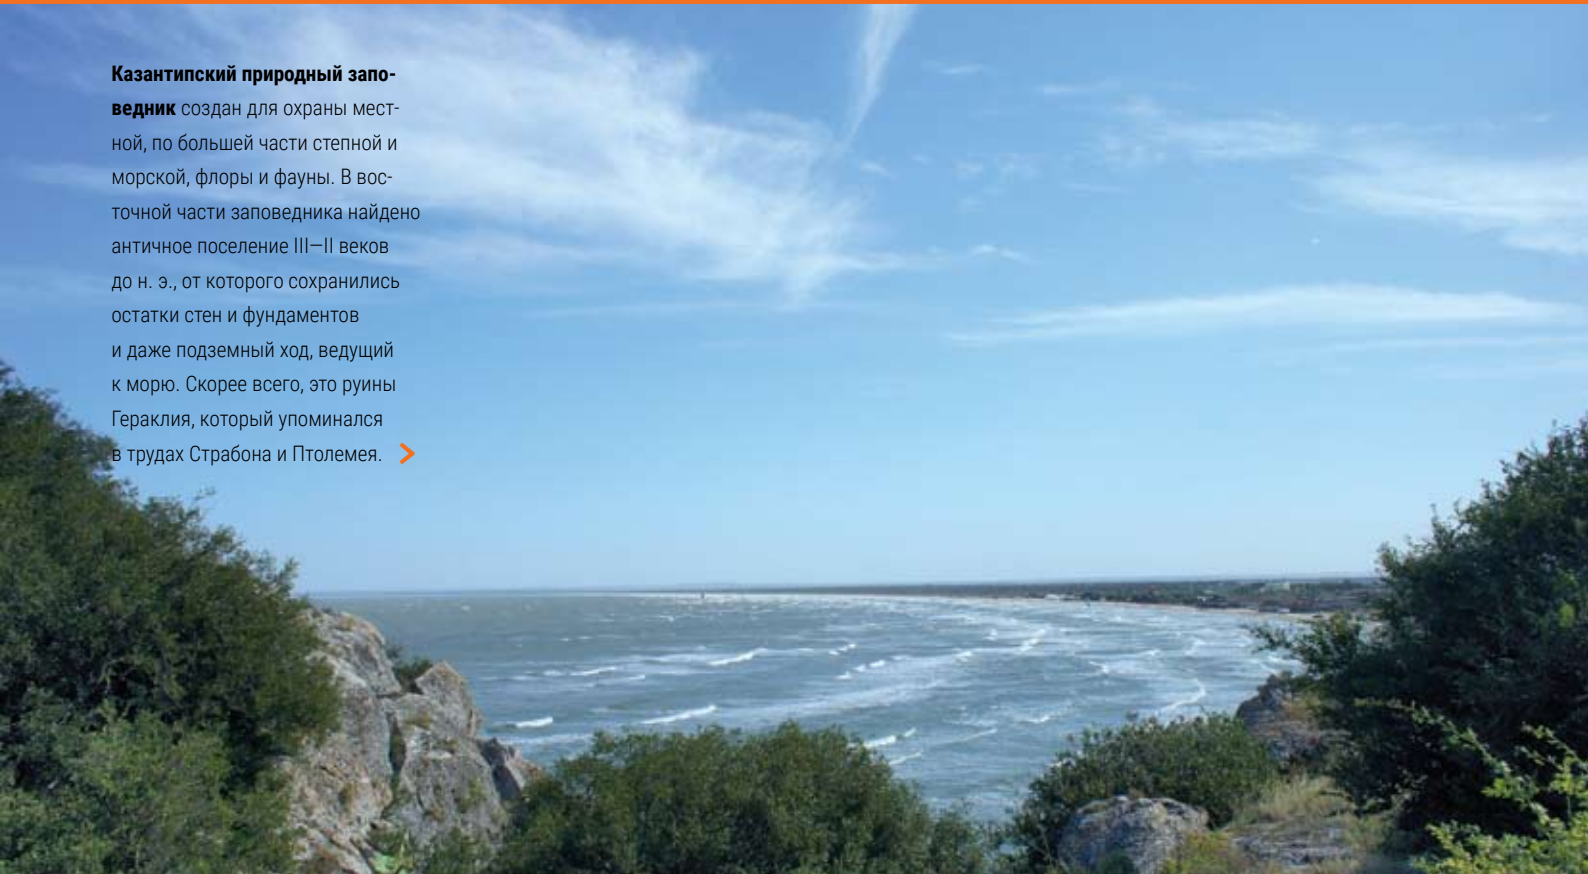 Казантипский природный запо-
ведник создан для охраны мест-
ной, по большей части степной и
морской, флоры и фауны. В вос-
точной части заповедника найдено
античное поселение III—II веков
до н. э., от которого сохранились
остатки стен и фундаментов
и даже подземный ход, ведущий
к морю. Скорее всего, это руины
Гераклия, который упоминался
в трудах Страбона и Птолемея.